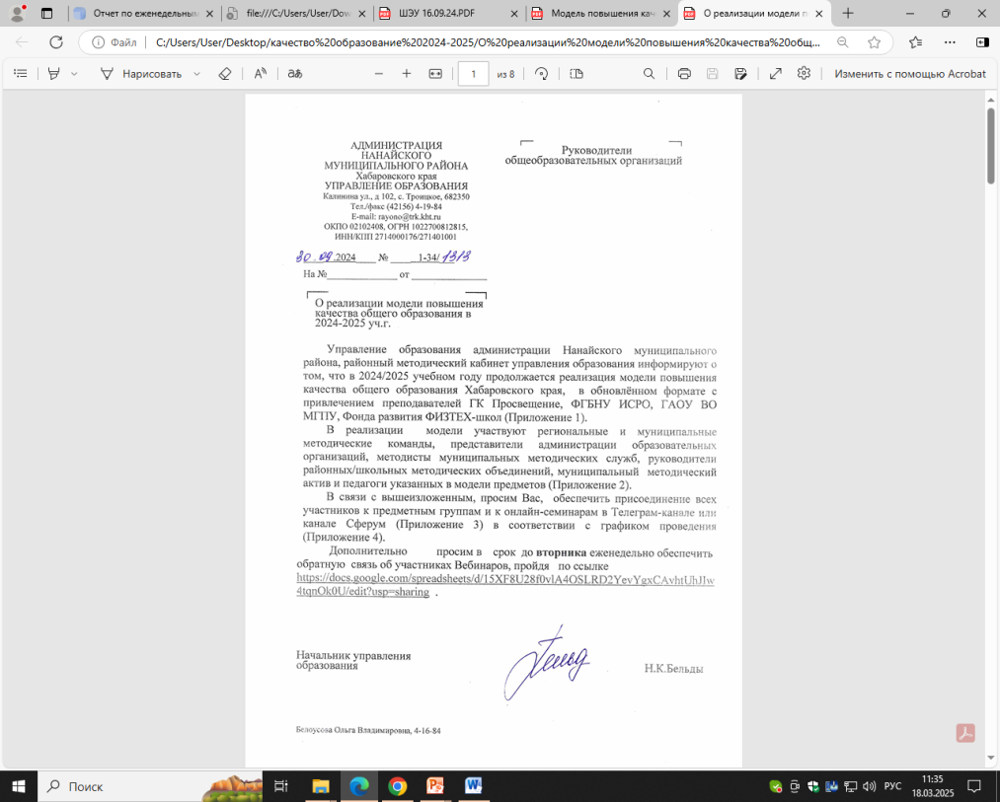 Отчет по еженедельным
file:///C:/Users/User/Dow
ШЭУ 16.09.24.PDF
Модель повышения кач
О реализации модели п
Файл
C:/Users/User/Desktop/качество%20образование%202024-2025/О%20реализации%20модели%20повышения%20качества%20общ...
Нарисовать
аあ
1
из 8
Изменить с помощью Acrobat
АДМИНИСТРАЦИЯ
НАНАЙСКОГО
МУНИЦИПАЛЬНОГО РАЙОНА
Хабаровского края
УПРАВЛЕНИЕ ОБРАЗОВАНИЯ
Калинина ул., д 102, с. Троицкое, 682350
Тел./факс (42156) 4-19-84
E-mail: rayono@trk.kht.ru
ОКПО 02102408, ОГРН 1022700812815,
ИНН/КПП 2714000176/271401001
30.09.2024 № 1-34/1313
На № от
Руководители
общеобразовательных организаций
О реализации модели повышения
качества общего образования в
2024-2025 уч.г.
Управление образования администрации Нанайского муниципального
района, районный методический кабинет управления образования информируют о
том, что в 2024/2025 учебном году продолжается реализация модели повышения
качества общего образования Хабаровского края, в обновлённом формате с
привлечением преподавателей ГК Просвещение, ФГБНУ ИСРО, ГАОУ ВО
МГПУ, Фонда развития ФИЗТЕХ-школ (Приложение 1).
В реализации модели участвуют региональные и муниципальные
методические команды, представители администрации образовательных
организаций, методисты муниципальных методических служб, руководители
районных/школьных методических объединений, муниципальный методический
актив и педагоги указанных в модели предметов (Приложение 2).
В связи с вышеизложенным, просим Вас, обеспечить присоединение всех
участников к предметным группам и к онлайн-семинарам в Телеграм-канале или
канале Сферум (Приложение 3) в соответствии с графиком проведения
(Приложение 4).
Дополнительно просим в срок до вторника еженедельно обеспечить
обратную связь об участниках Вебинаров, пройдя по ссылке
https://docs.google.com/spreadsheets/d/15XF8U28f0vlA4OSLRD2YevYgxCAvhtUhJJw
4tqnOk0U/edit?usp=sharing .
Начальник управления
образования
Н.К.Бельды
Белоусова Ольга Владимировна, 4-16-84
Поиск
РУС
11:35
18.03.2025